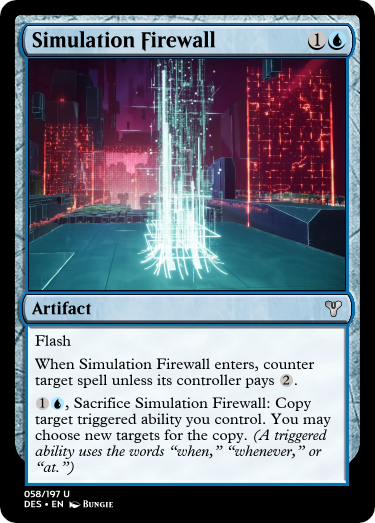 Simulation Firewall 1
Artifact
Flash
When Simulation Firewall enters, counter
target spell unless its controller pays 2.
1, Sacrifice Simulation Firewall: Copy
target triggered ability you control. You may
choose new targets for the copy. (A triggered
ability uses the words “when,” “whenever,” or
“at.”)
058/197 U
DES • EN Bungie